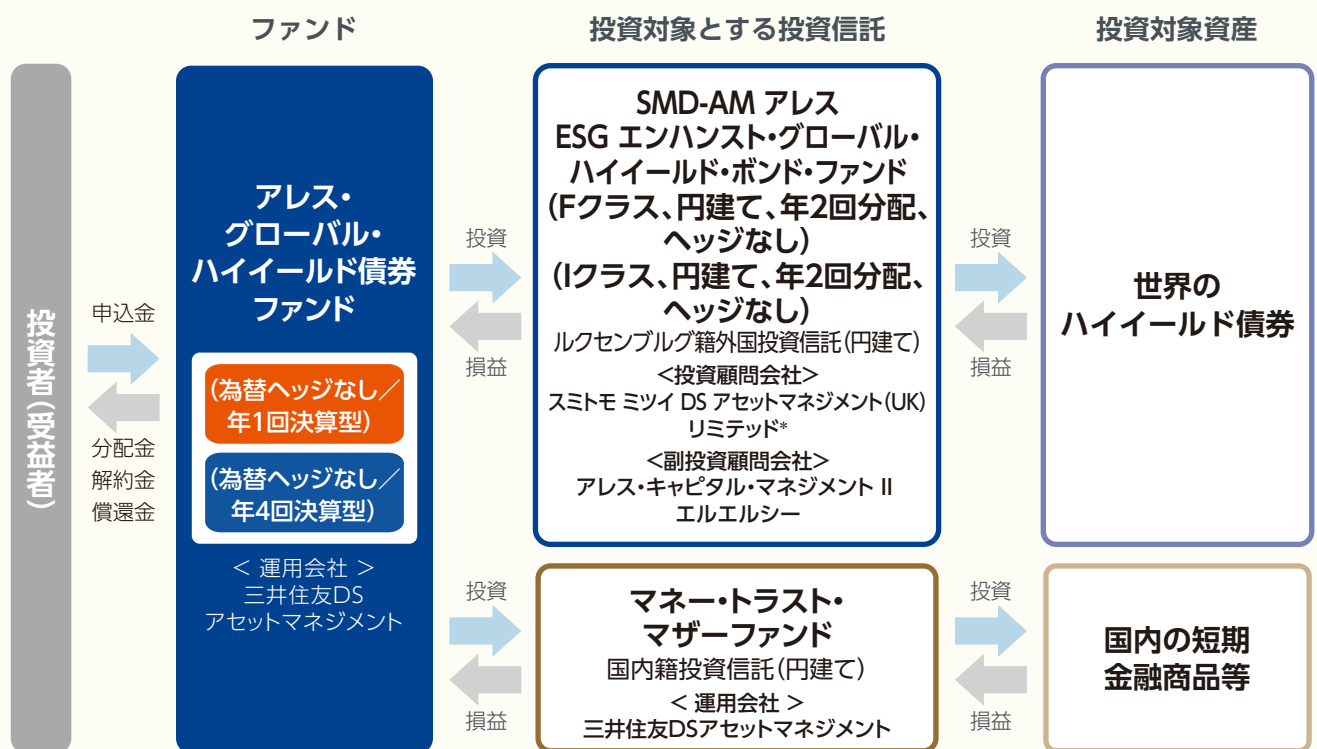 ファンド
投資対象とする投資信託
投資対象資産
投資者(受益者)
申込金
分配金
解約金
償還金
アレス・
グローバル・
ハイイールド債券
ファンド
(為替ヘッジなし／
年1回決算型)
(為替ヘッジなし／
年4回決算型)
＜ 運用会社 ＞
三井住友DS
アセットマネジメント
投資
損益
SMD-AM アレス
ESG エンハンスト・グローバル・
ハイイールド・ボンド・ファンド
(Fクラス、円建て、年2回分配、
ヘッジなし)
(Iクラス、円建て、年2回分配、
ヘッジなし)
ルクセンブルグ籍外国投資信託(円建て)
＜投資顧問会社＞
スミトモ ミツイ DS アセットマネジメント(UK)
リミテッド*
＜副投資顧問会社＞
アレス・キャピタル・マネジメント II
エルエルシー
投資
損益
世界の
ハイイールド債券
投資
損益
マネー・トラスト・
マザーファンド
国内籍投資信託(円建て)
＜ 運用会社 ＞
三井住友DSアセットマネジメント
投資
損益
国内の短期
金融商品等